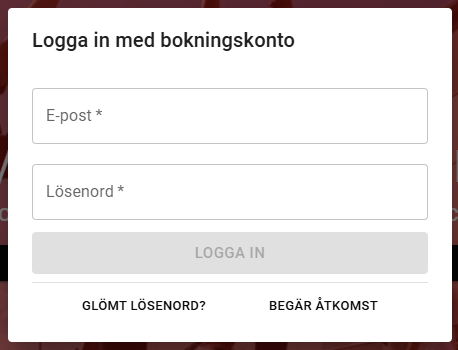 Logga in med bokningskonto
E-post *
Lösenord *
LOGGA IN
GLÖMT LÖSENORD? BEGÄR ÅTKOMST